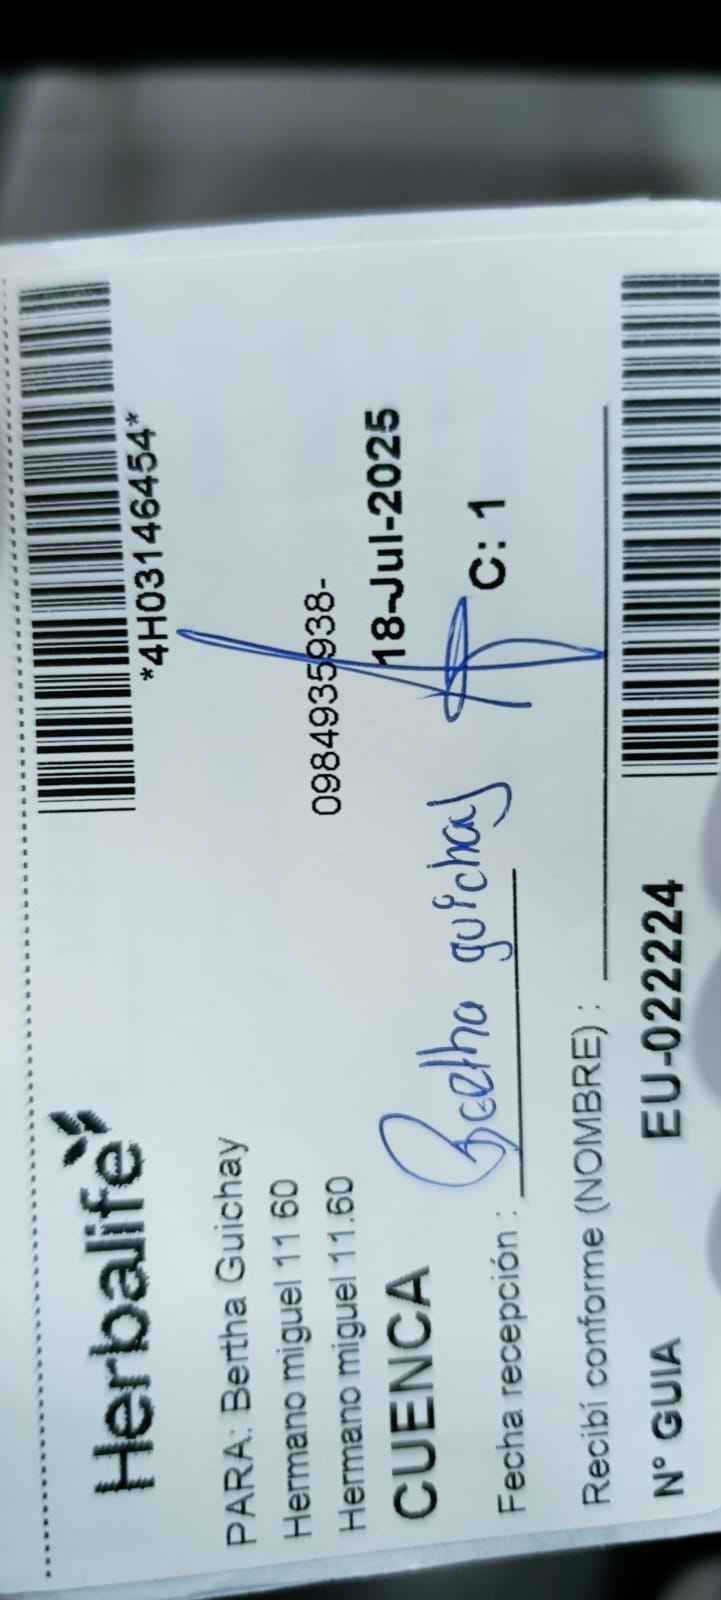 Herbalife
*4H03146454*
PARA: Bertha Guichay
Hermano miguel 11 60
0984935938-
Hermano miguel 11.60
CUENCA
18-Jul-2025
Bertha guichay
Fecha recepción :
C: 1
Recibí conforme (NOMBRE) :
N° GUIA EU-022224